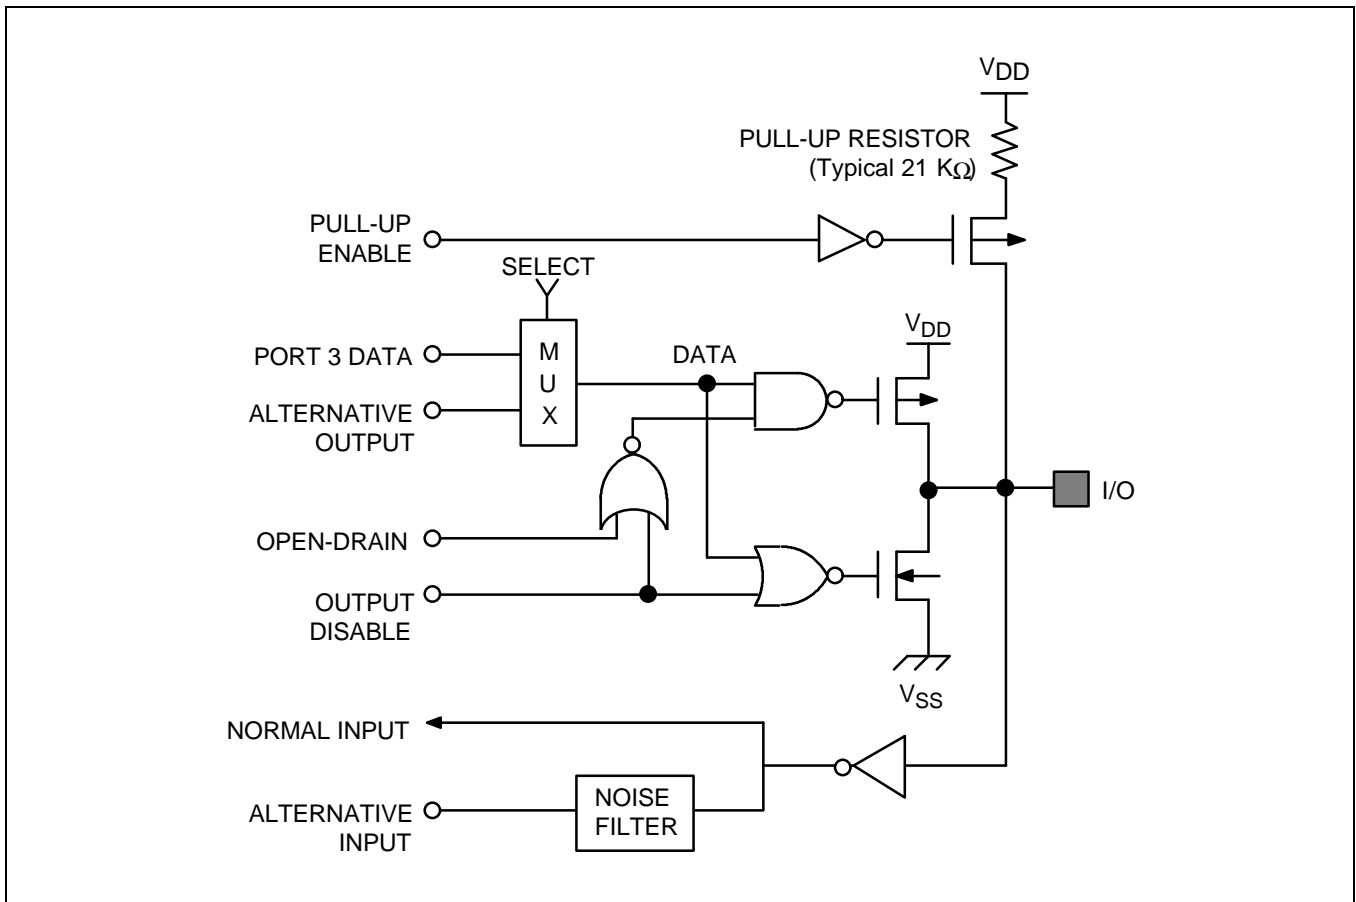 VDD
PULL-UP RESISTOR
(Typical 21 KΩ)
PULL-UP
ENABLE
SELECT
PORT 3 DATA
ALTERNATIVE
OUTPUT
M
U
X
DATA
VDD
I/O
OPEN-DRAIN
OUTPUT
DISABLE
VSS
NORMAL INPUT
ALTERNATIVE
INPUT
NOISE
FILTER